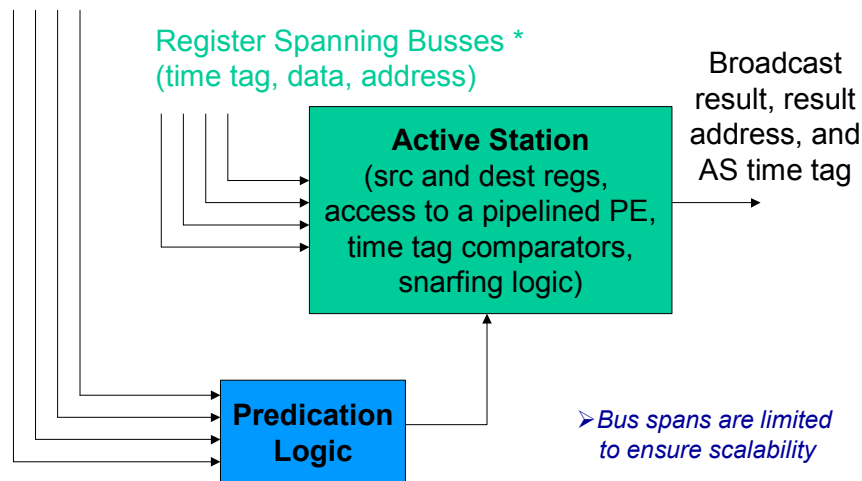 Register Spanning Busses *
(time tag, data, address)
Broadcast
result, result
address, and
AS time tag
Active Station
(src and dest regs,
access to a pipelined PE,
time tag comparators,
snarfing logic)
Predication
Logic
➢Bus spans are limited
to ensure scalability